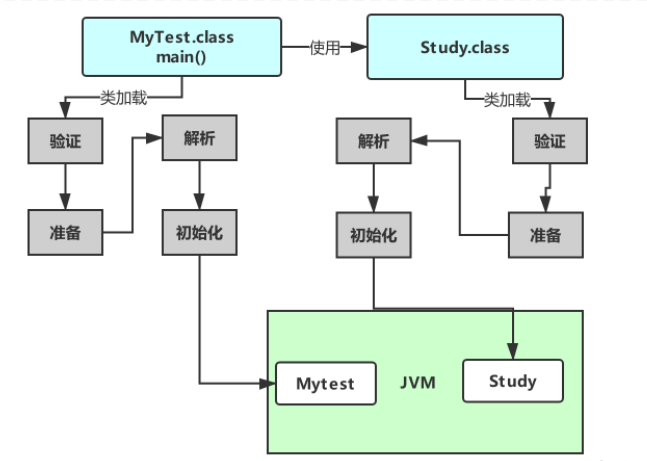 MyTest.class
main()
使用
Study.class
类加载
类加载
验证
解析
解析
验证
准备
初始化
初始化
准备
Mytest
JVM
Study